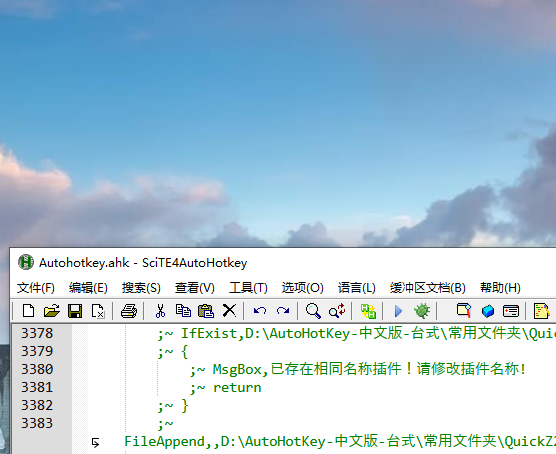 Autohotkey.ahk - SciTE4AutoHotkey
文件(F) 编辑(E) 搜索(S) 查看(V) 工具(T) 选项(O) 语言(L) 缓冲区文档(B) 帮助(H)
3378 ;~ IfExist,D:\AutoHotKey-中文版-台式\常用文件夹\Quic
3379 ;~ {
3380 ;~ MsgBox,已存在相同名称插件！请修改插件名称!
3381 ;~ return
3382 ;~ }
3383 ;~
FileAppend,,D:\AutoHotKey-中文版-台式\常用文件夹\QuickZ